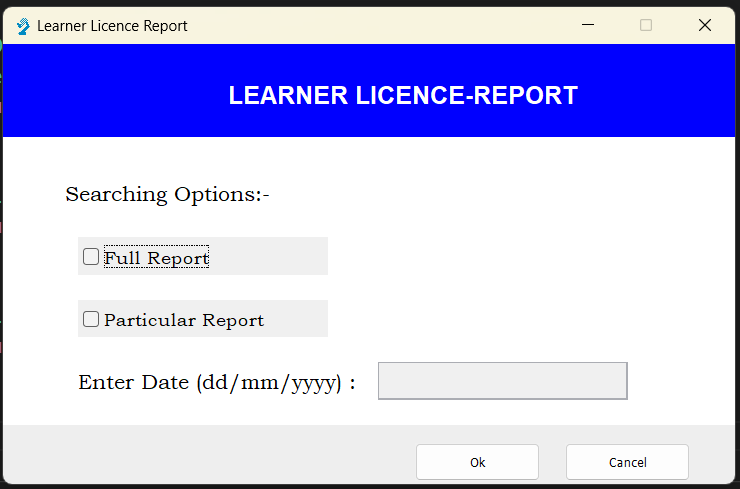 Learner Licence Report
LEARNER LICENCE-REPORT
Searching Options:-
Full Report
Particular Report
Enter Date (dd/mm/yyyy) :
Ok
Cancel